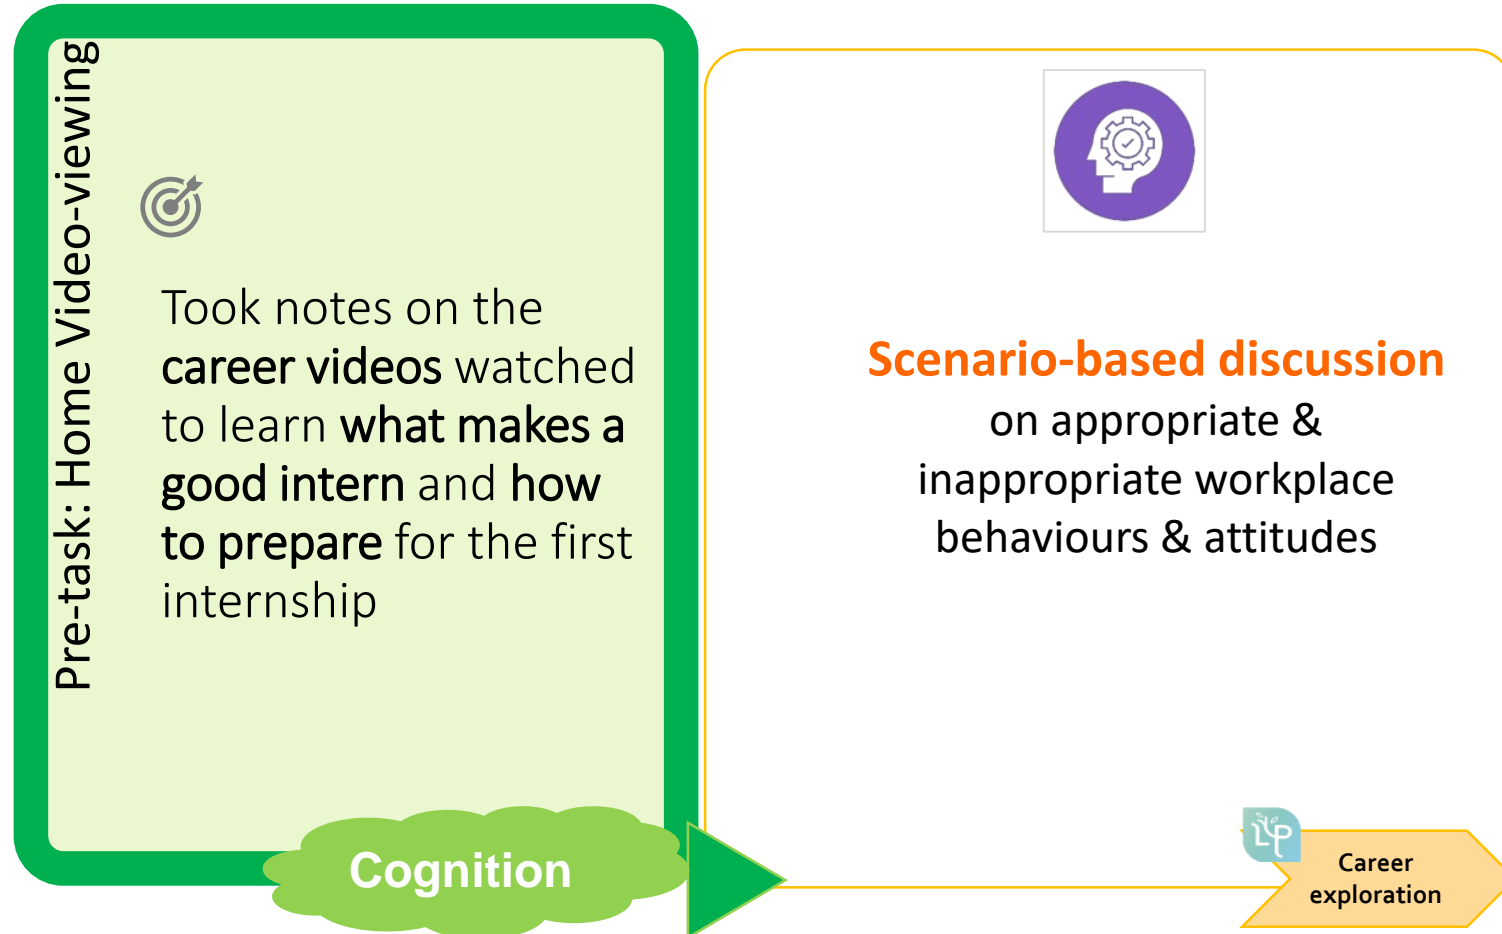 Pre-task: Home Video-viewing
Took notes on the
career videos watched
to learn what makes a
good intern and how
to prepare for the first
internship
Cognition
Scenario-based discussion
on appropriate &
inappropriate workplace
behaviours & attitudes
Career
exploration